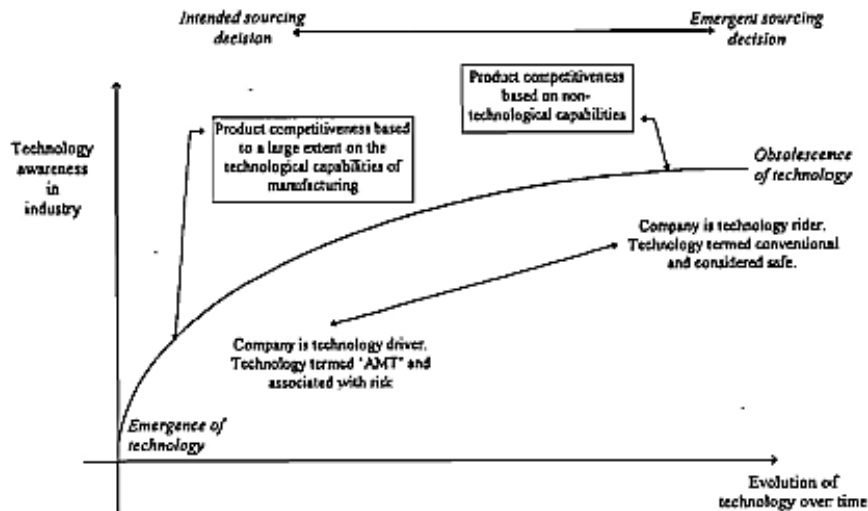 Intended sourcing
decision
Emergent sourcing
decision
Product competitiveness
based on non-
technological capabilities
Product competitiveness based
to a large extent on the
technological capabilities of
manufacturing
Technology
awareness
in
industry
Obsolescence
of technology
Company is technology rider.
Technology termed conventional
and considered safe.
Company is technology driver.
Technology termed "AMT" and
associated with risk
Emergence of
technology
Evolution of
technology over time